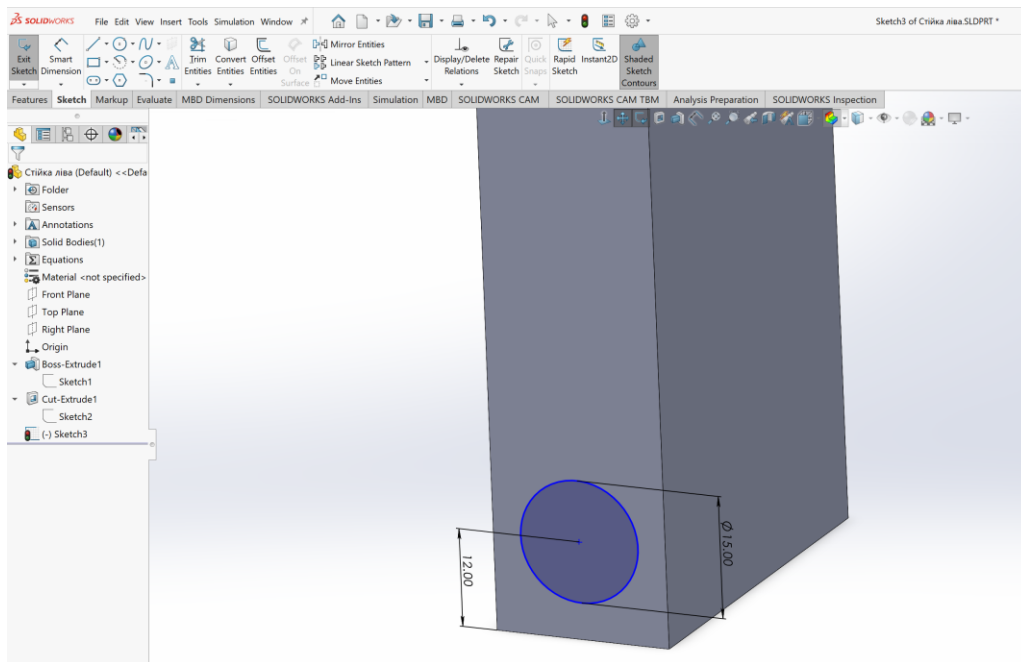 SOLIDWORKS File Edit View Insert Tools Simulation Window Sketch3 of Стійка ліва.SLDPRT *
Exit Sketch
Smart Dimension
Trim Entities
Convert Entities
Offset Entities
Offset On Surface
Mirror Entities
Linear Sketch Pattern
Move Entities
Display/Delete Relations
Repair Sketch
Quick Snaps
Rapid Sketch
Instant2D
Shaded Sketch Contours
Features Sketch Markup Evaluate MBD Dimensions SOLIDWORKS Add-Ins Simulation MBD SOLIDWORKS CAM SOLIDWORKS CAM TBM Analysis Preparation SOLIDWORKS Inspection
Стійка ліва (Default) <<Defa
Folder
Sensors
Annotations
Solid Bodies(1)
Equations
Material <not specified>
Front Plane
Top Plane
Right Plane
Origin
Boss-Extrude1
Sketch1
Cut-Extrude1
Sketch2
(-) Sketch3
12.00
Ø15.00